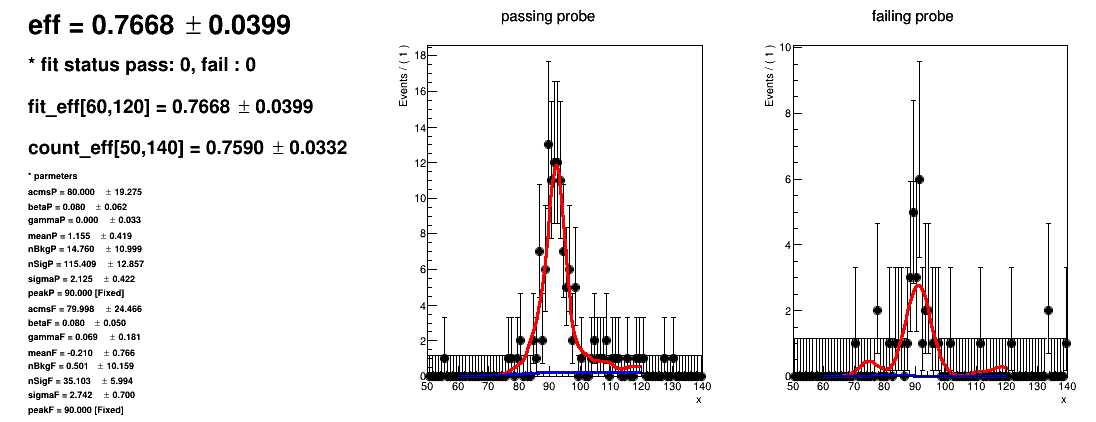 eff = 0.7668 ± 0.0399
* fit status pass: 0, fail : 0
fit_eff[60,120] = 0.7668 ± 0.0399
count_eff[50,140] = 0.7590 ± 0.0332
* parmeters
acmsP = 80.000 ± 19.275
betaP = 0.080 ± 0.062
gammaP = 0.000 ± 0.033
meanP = 1.155 ± 0.419
nBkgP = 14.760 ± 10.999
nSigP = 115.409 ± 12.857
sigmaP = 2.125 ± 0.422
peakP = 90.000 [Fixed]
acmsF = 79.998 ± 24.466
betaF = 0.080 ± 0.050
gammaF = 0.069 ± 0.181
meanF = -0.210 ± 0.766
nBkgF = 0.501 ± 10.159
nSigF = 35.103 ± 5.994
sigmaF = 2.742 ± 0.700
peakF = 90.000 [Fixed]
passing probe
Events / ( 1 )
18
16
14
12
10
8
6
4
2
0
50 60 70 80 90 100 110 120 130 140
x
failing probe
Events / ( 1 )
10
8
6
4
2
0
50 60 70 80 90 100 110 120 130 140
x